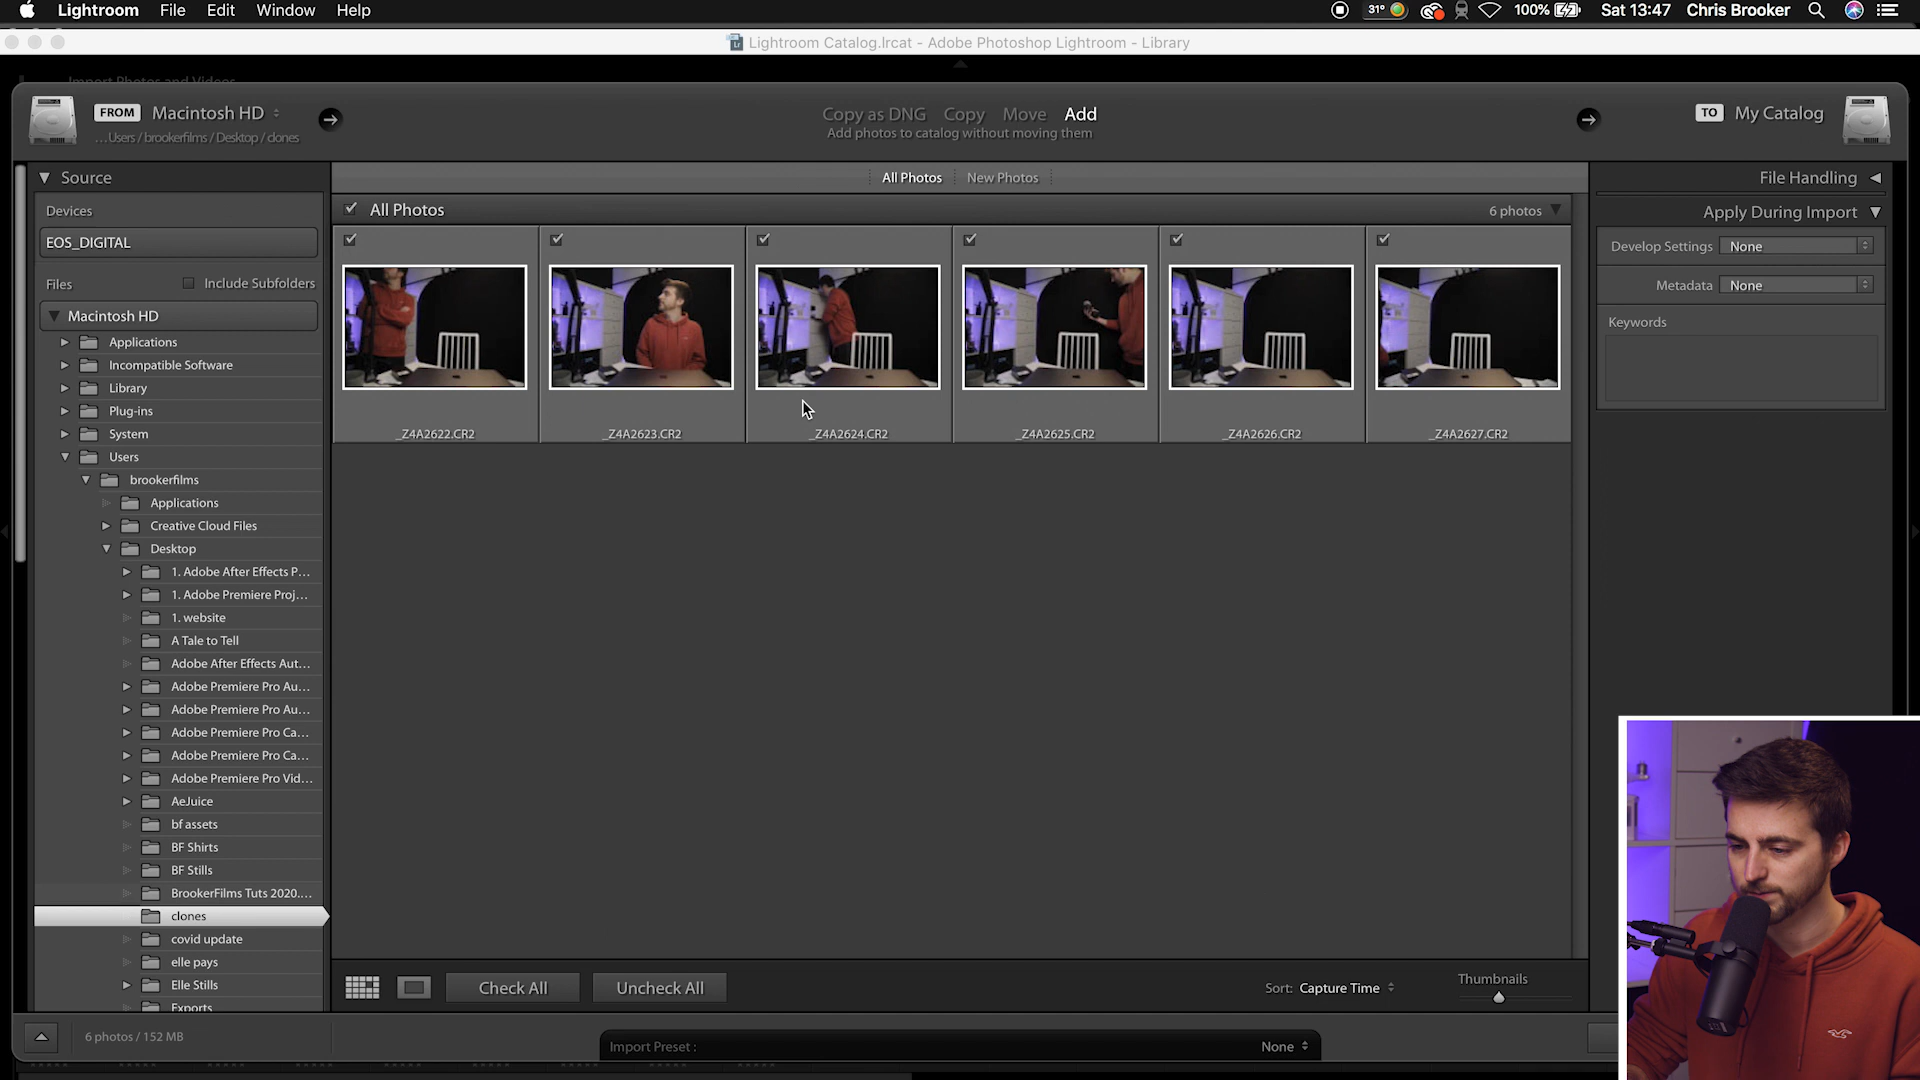 Lightroom File Edit Window Help
31° 100% Sat 13:47 Chris Brooker
Lightroom Catalog.lrcat - Adobe Photoshop Lightroom - Library
Import Photos and Videos
FROM Macintosh HD
…Users / brookerfilms / Desktop / clones
Copy as DNG Copy Move Add
Add photos to catalog without moving them
TO My Catalog
Source
Devices
EOS_DIGITAL
Files Include Subfolders
Macintosh HD
Applications
Incompatible Software
Library
Plug-ins
System
Users
brookerfilms
Applications
Creative Cloud Files
Desktop
1. Adobe After Effects P...
1. Adobe Premiere Proj...
1. website
A Tale to Tell
Adobe After Effects Aut...
Adobe Premiere Pro Au...
Adobe Premiere Pro Au...
Adobe Premiere Pro Ca...
Adobe Premiere Pro Ca...
Adobe Premiere Pro Vid...
AeJuice
bf assets
BF Shirts
BF Stills
BrookerFilms Tuts 2020....
clones
covid update
elle pays
Elle Stills
Exports
6 photos / 152 MB
All Photos New Photos
All Photos 6 photos
_Z4A2622.CR2 _Z4A2623.CR2 _Z4A2624.CR2 _Z4A2625.CR2 _Z4A2626.CR2 _Z4A2627.CR2
Check All Uncheck All Sort: Capture Time Thumbnails
Import Preset : None
File Handling
Apply During Import
Develop Settings None
Metadata None
Keywords